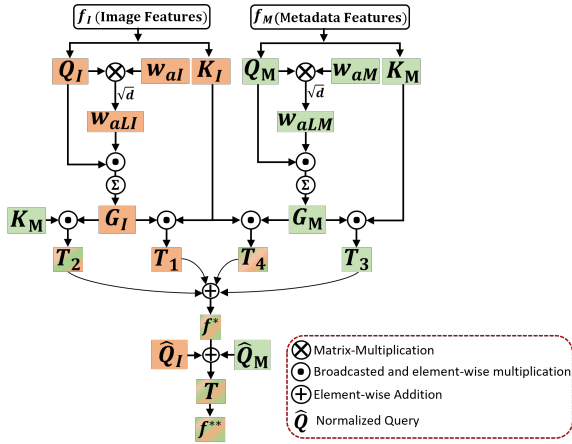 f_I (Image Features) f_M (Metadata Features)
Q_I w_aI K_I Q_M w_aM K_M
√d √d
w_aLI w_aLM
Σ Σ
K_M G_I G_M
T_2 T_1 T_4 T_3
f*
Q̂_I Q̂_M
T
f**
Matrix-Multiplication
Broadcasted and element-wise multiplication
Element-wise Addition
Q̂ Normalized Query